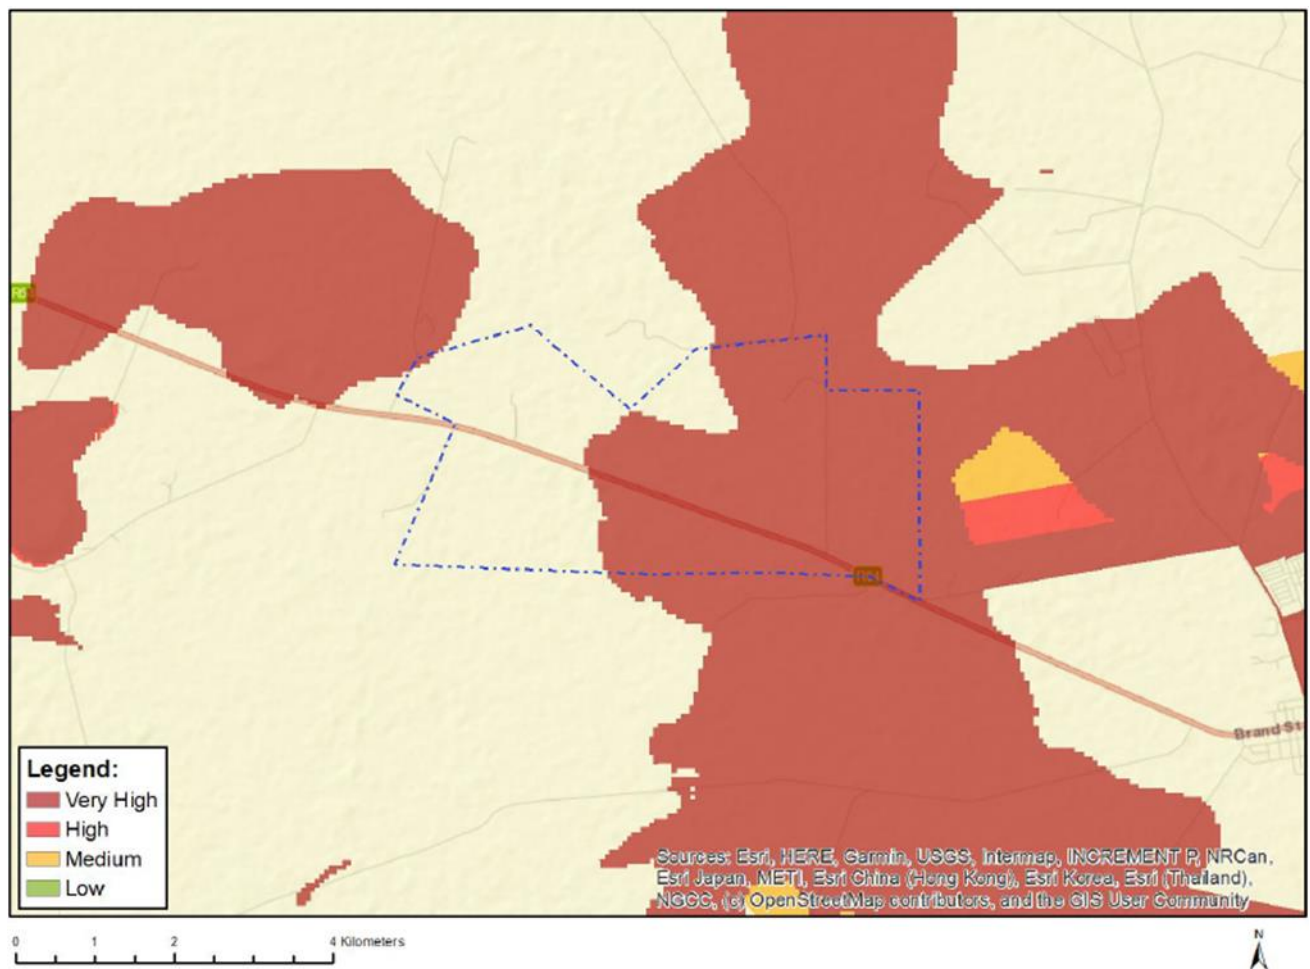 Legend:
Very High
High
Medium
Low
Brand St
Sources: Esri, HERE, Garmin, USGS, Intermap, INCREMENT P, NRCan,
Esri Japan, METI, Esri China (Hong Kong), Esri Korea, Esri (Thailand),
NGCC, (c) OpenStreetMap contributors, and the GIS User Community
0 1 2 4 Kilometers
N